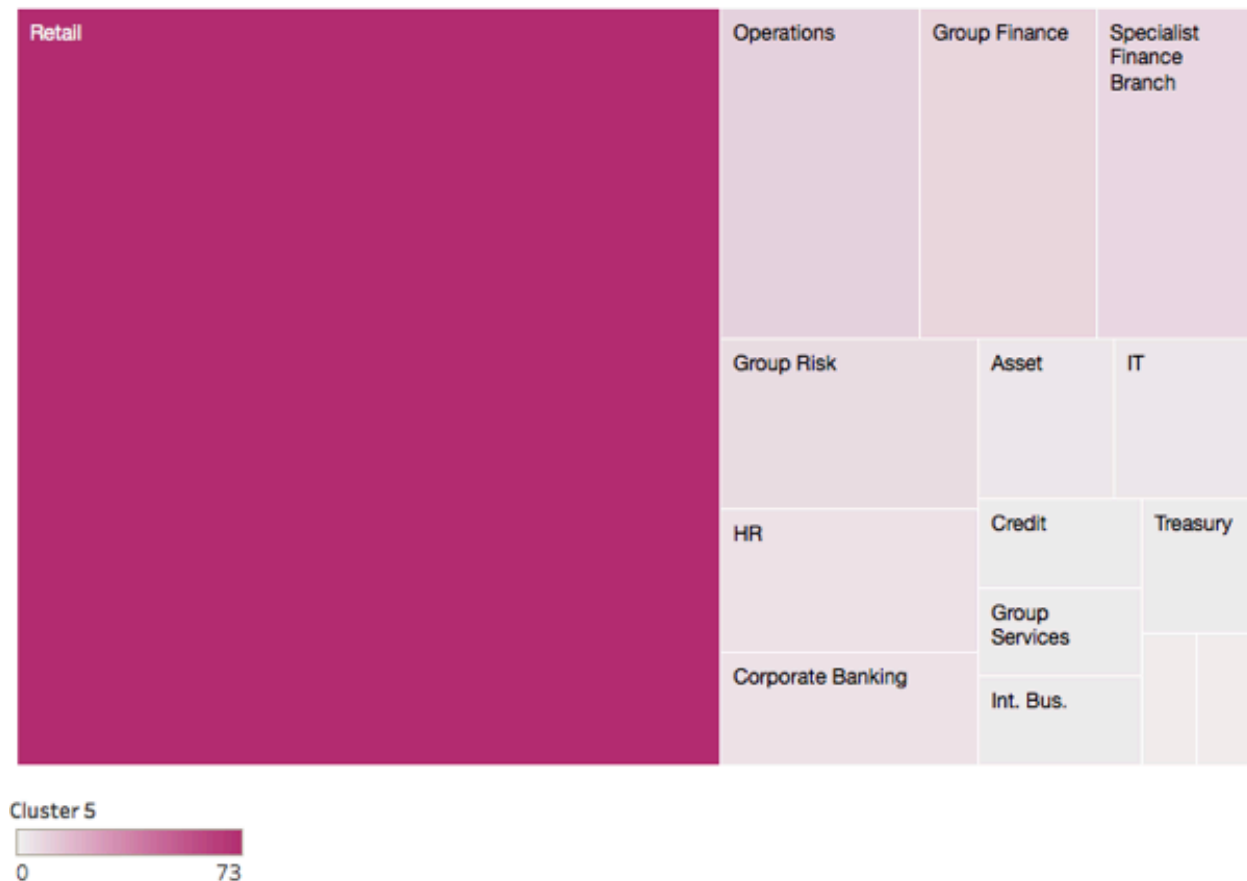 Retail
Operations
Group Finance
Specialist
Finance
Branch
Group Risk
Asset
IT
HR
Credit
Treasury
Group
Services
Corporate Banking
Int. Bus.
Cluster 5
0
73